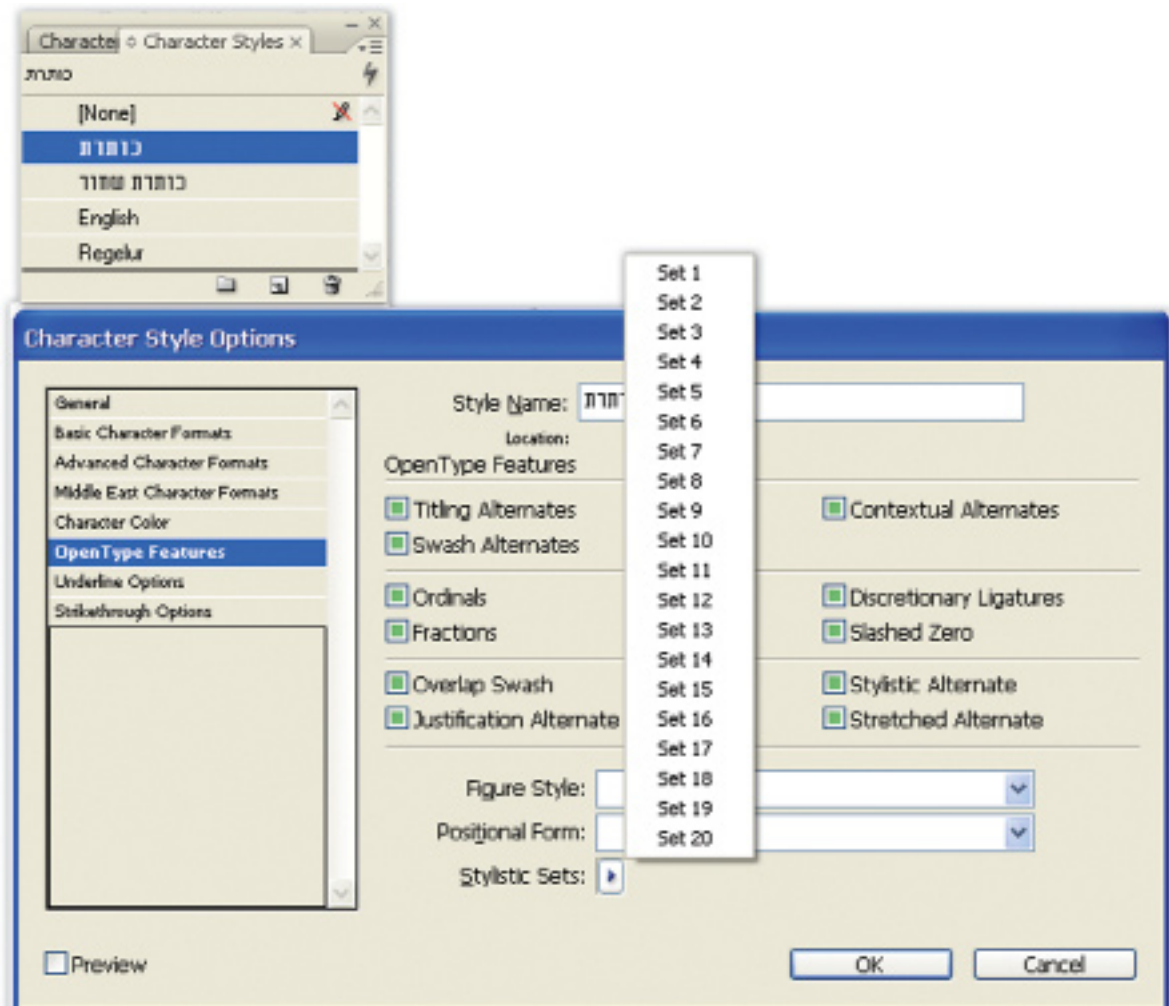 Character
Character Styles
כותרת
[None]
כותרת
כותרת שחור
English
Regelur
Character Style Options
General
Basic Character Formats
Advanced Character Formats
Middle East Character Formats
Character Color
OpenType Features
Underline Options
Strikethrough Options
Style Name:
Location:
OpenType Features
Titling Alternates
Contextual Alternates
Swash Alternates
Ordinals
Discretionary Ligatures
Fractions
Slashed Zero
Overlap Swash
Stylistic Alternate
Justification Alternate
Stretched Alternate
Figure Style:
Positional Form:
Stylistic Sets:
Set 1
Set 2
Set 3
Set 4
Set 5
Set 6
Set 7
Set 8
Set 9
Set 10
Set 11
Set 12
Set 13
Set 14
Set 15
Set 16
Set 17
Set 18
Set 19
Set 20
Preview
OK
Cancel